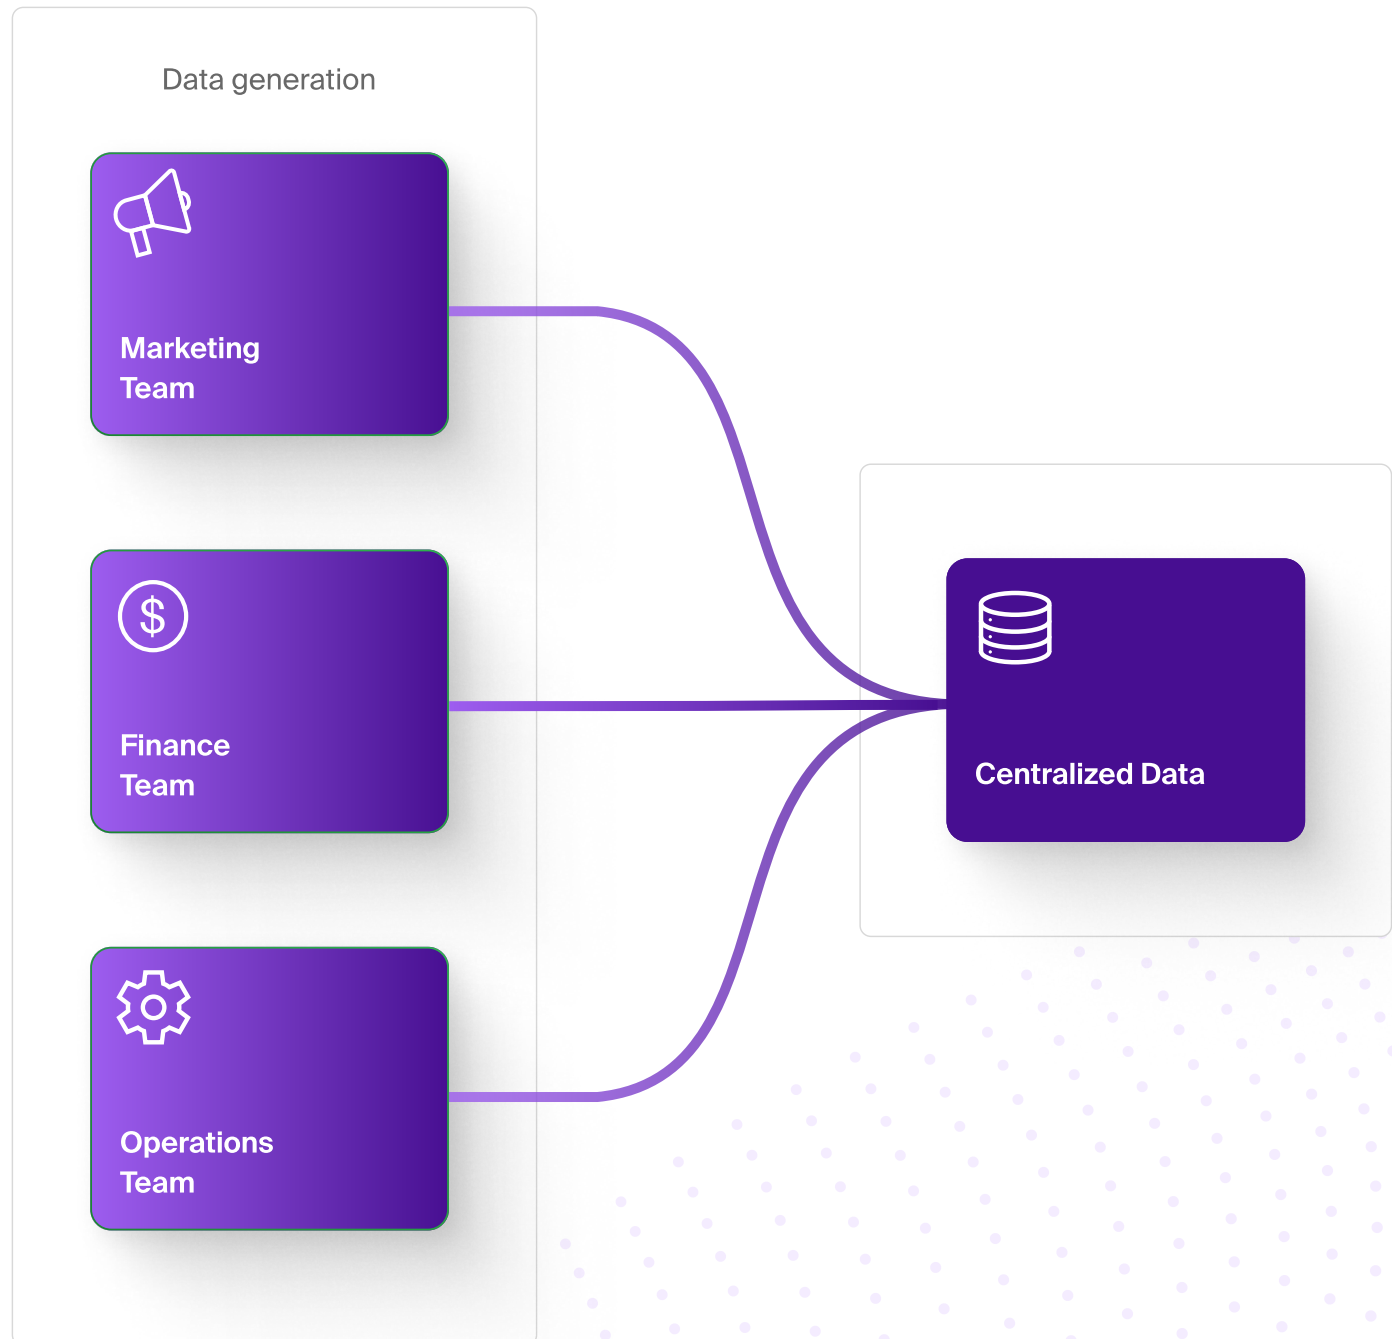 Data generation
Marketing
Team
$
Finance
Team
Centralized Data
Operations
Team